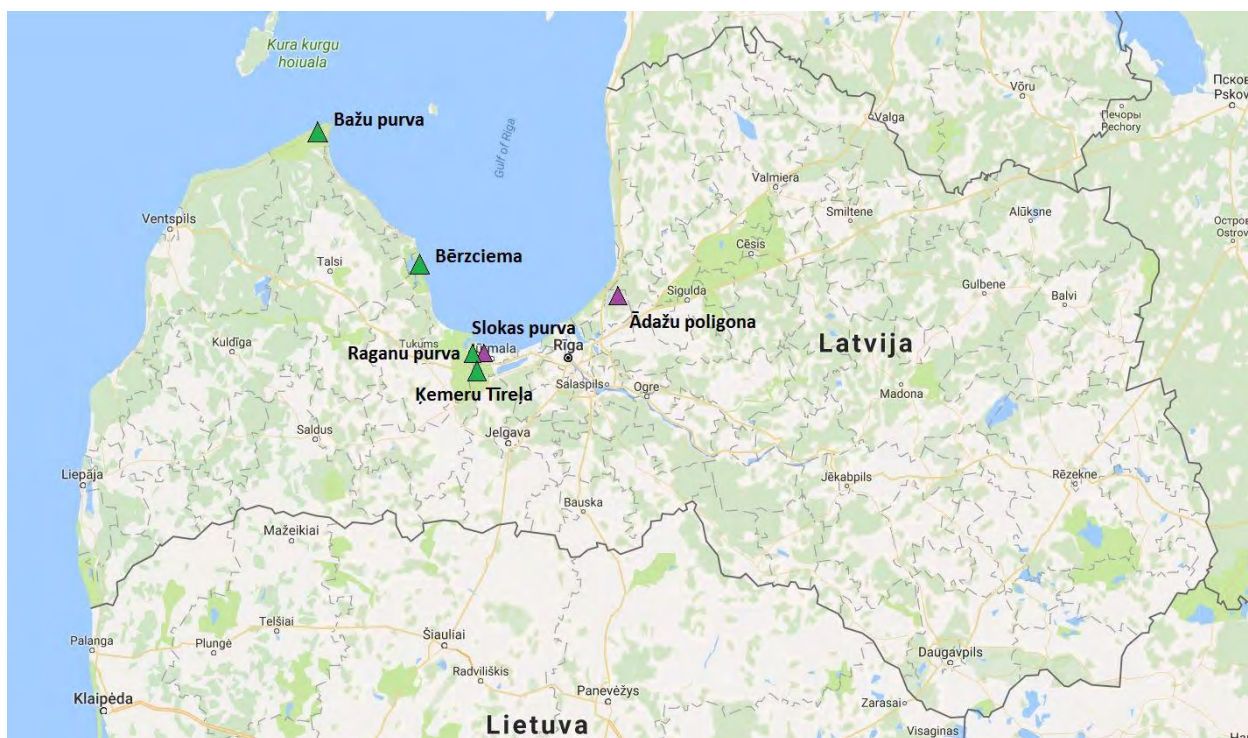 Kura kurgu
hoiuala
Псков
Pskov
Võru
Печоры
Pechory
Bažu purva
Valga
Gulf of Riga
Valmiera
Ventspils
Smiltene
Alūksne
Cēsis
Bērzciema
Talsi
Sigulda
Gulbene
Balvi
Ādažu poligona
Slokas purva
Latvija
Kuldīga
Tukums
Raganu purva
Rīga
Ķemeru Tīreļa
Salaspils
Ogre
Madona
Saldus
Jelgava
Liepāja
Jēkabpils
Rēzekne
Bauska
Mažeikiai
Telšiai
Šiauliai
Palanga
Plungė
Radviliškis
Daugavpils
Klaipėda
Panevėžys
Zarasai
Lietuva
Visaginas